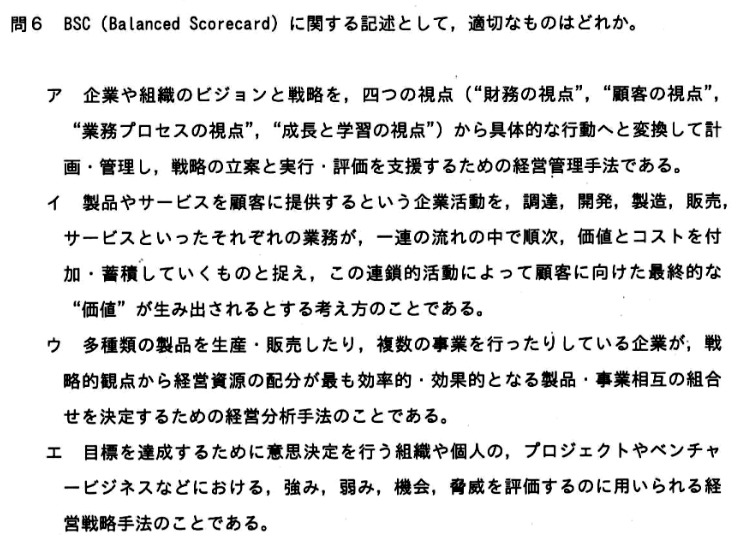 問６　BSC（Balanced Scorecard）に関する記述として，適切なものはどれか。
ア　企業や組織のビジョンと戦略を，四つの視点（“財務の視点”，“顧客の視点”，
“業務プロセスの視点”，“成長と学習の視点”）から具体的な行動へと変換して計
画・管理し，戦略の立案と実行・評価を支援するための経営管理手法である。
イ　製品やサービスを顧客に提供するという企業活動を，調達，開発，製造，販売，
サービスといったそれぞれの業務が，一連の流れの中で順次，価値とコストを付
加・蓄積していくものと捉え，この連鎖的活動によって顧客に向けた最終的な
“価値”が生み出されるとする考え方のことである。
ウ　多種類の製品を生産・販売したり，複数の事業を行ったりしている企業が，戦
略的観点から経営資源の配分が最も効率的・効果的となる製品・事業相互の組合
せを決定するための経営分析手法のことである。
エ　目標を達成するために意思決定を行う組織や個人の，プロジェクトやベンチャ
ービジネスなどにおける，強み，弱み，機会，脅威を評価するのに用いられる経
営戦略手法のことである。